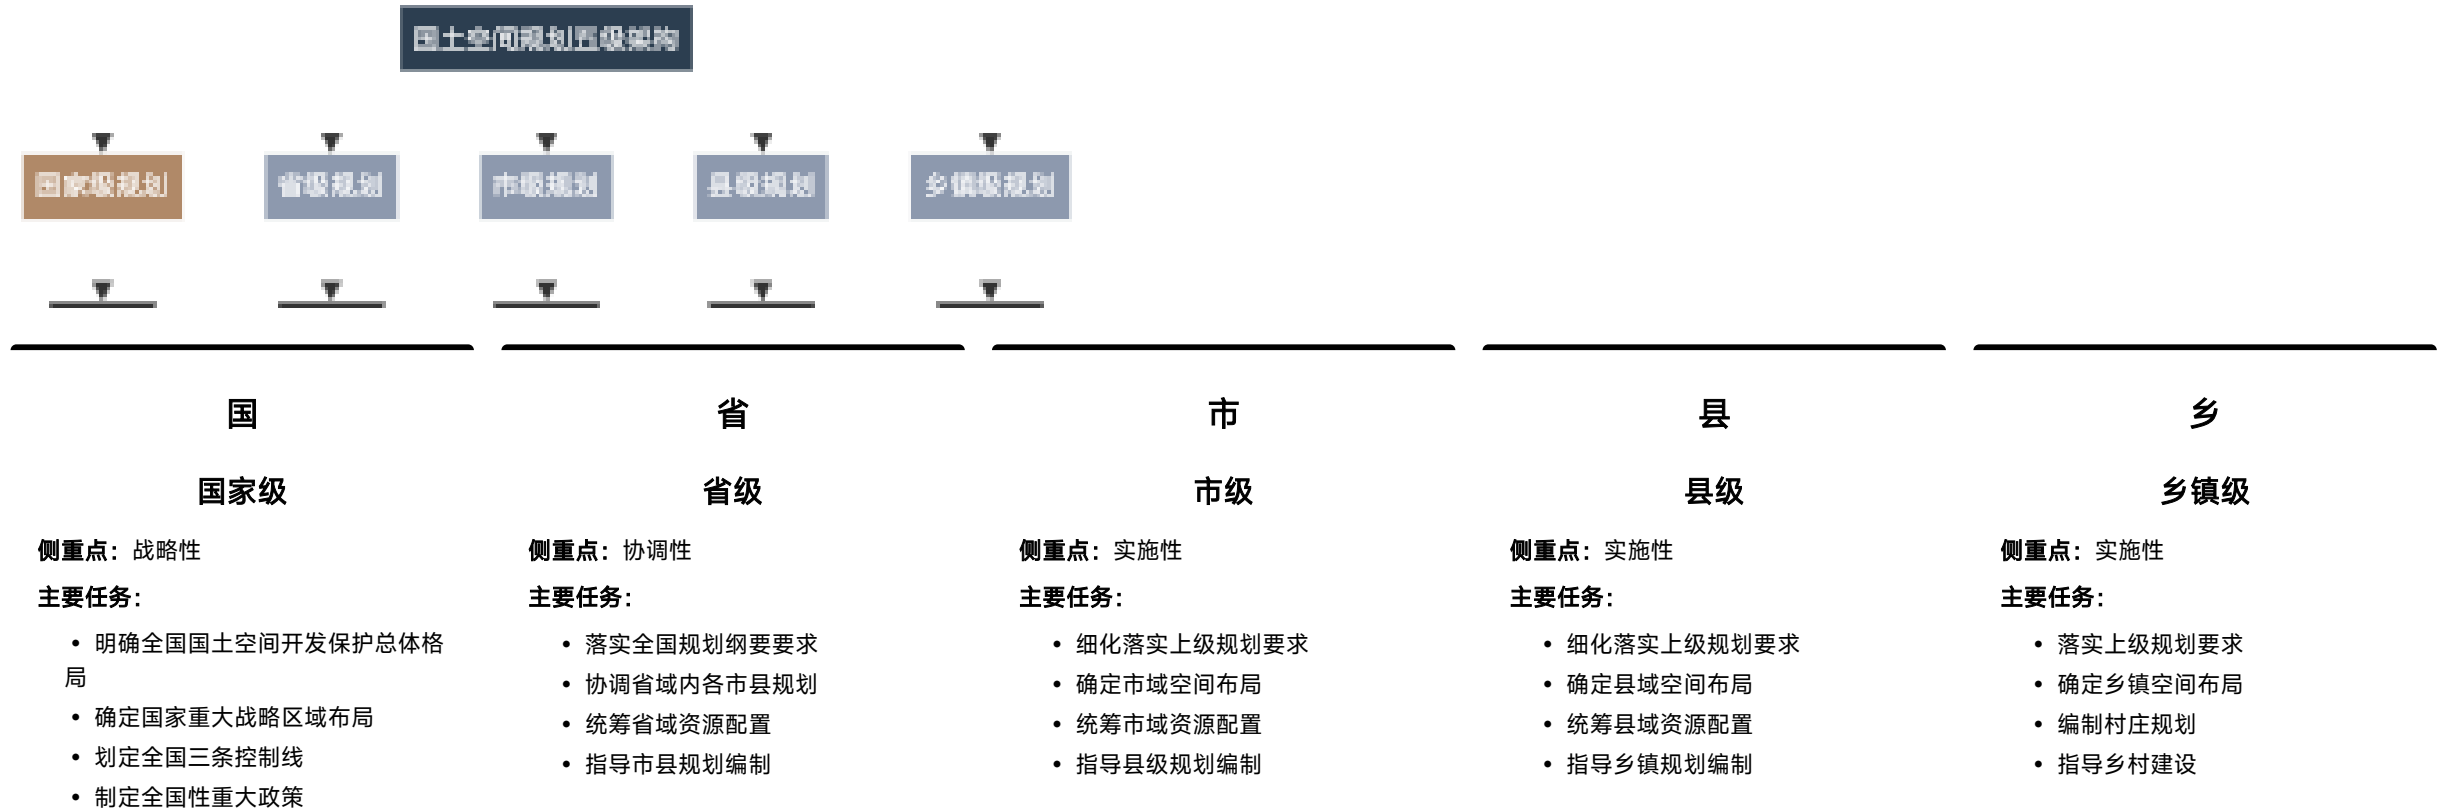 国土空间规划五级架构
国家级规划 省级规划 市级规划 县级规划 乡镇级规划
国
国家级
侧重点：战略性
主要任务：
• 明确全国国土空间开发保护总体格
局
• 确定国家重大战略区域布局
• 划定全国三条控制线
• 制定全国性重大政策
省
省级
侧重点：协调性
主要任务：
• 落实全国规划纲要要求
• 协调省域内各市县规划
• 统筹省域资源配置
• 指导市县规划编制
市
市级
侧重点：实施性
主要任务：
• 细化落实上级规划要求
• 确定市域空间布局
• 统筹市域资源配置
• 指导县级规划编制
县
县级
侧重点：实施性
主要任务：
• 细化落实上级规划要求
• 确定县域空间布局
• 统筹县域资源配置
• 指导乡镇规划编制
乡
乡镇级
侧重点：实施性
主要任务：
• 落实上级规划要求
• 确定乡镇空间布局
• 编制村庄规划
• 指导乡村建设